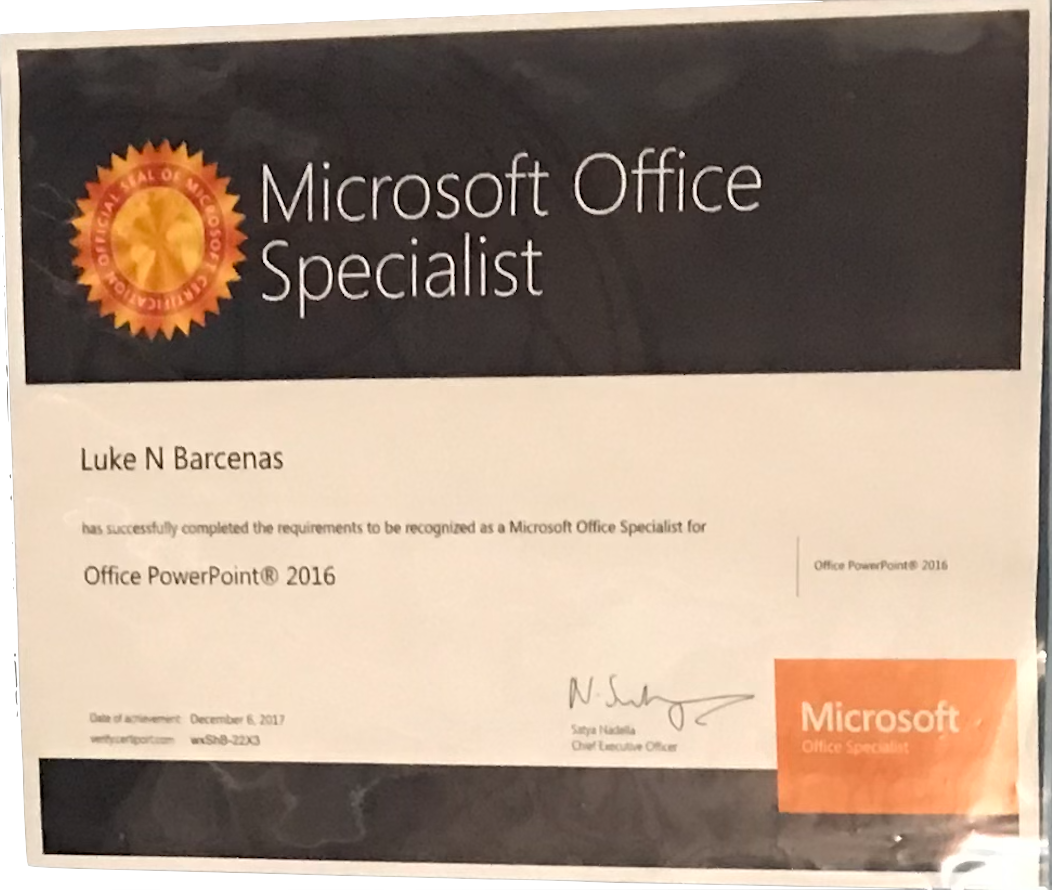 OFFICIAL SEAL OF MICROSOFT CERTIFICATION
Microsoft Office
Specialist
Luke N Barcenas
has successfully completed the requirements to be recognized as a Microsoft Office Specialist for
Office PowerPoint® 2016
Office PowerPoint® 2016
Date of achievement: December 6, 2017
verify.certiport.com wxShB-22X3
N. Satya
Satya Nadella
Chief Executive Officer
Microsoft
Office Specialist